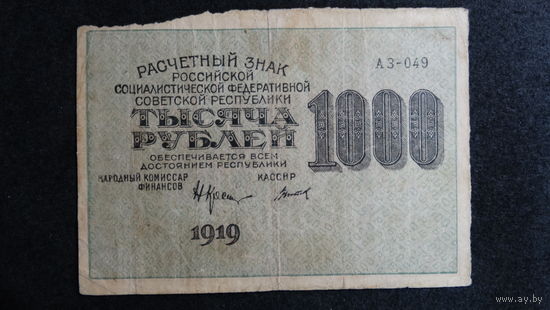 РАСЧЕТНЫЙ ЗНАК
РОССИЙСКОЙ
СОЦИАЛИСТИЧЕСКОЙ ФЕДЕРАТИВНОЙ
СОВЕТСКОЙ РЕСПУБЛИКИ
ТЫСЯЧА
РУБЛЕЙ
ОБЕСПЕЧИВАЕТСЯ ВСЕМ
ДОСТОЯНИЕМ РЕСПУБЛИКИ
НАРОДНЫЙ КОМИССАР
ФИНАНСОВ
КАССИР
1919
АЗ-049
1000
www.ay.by